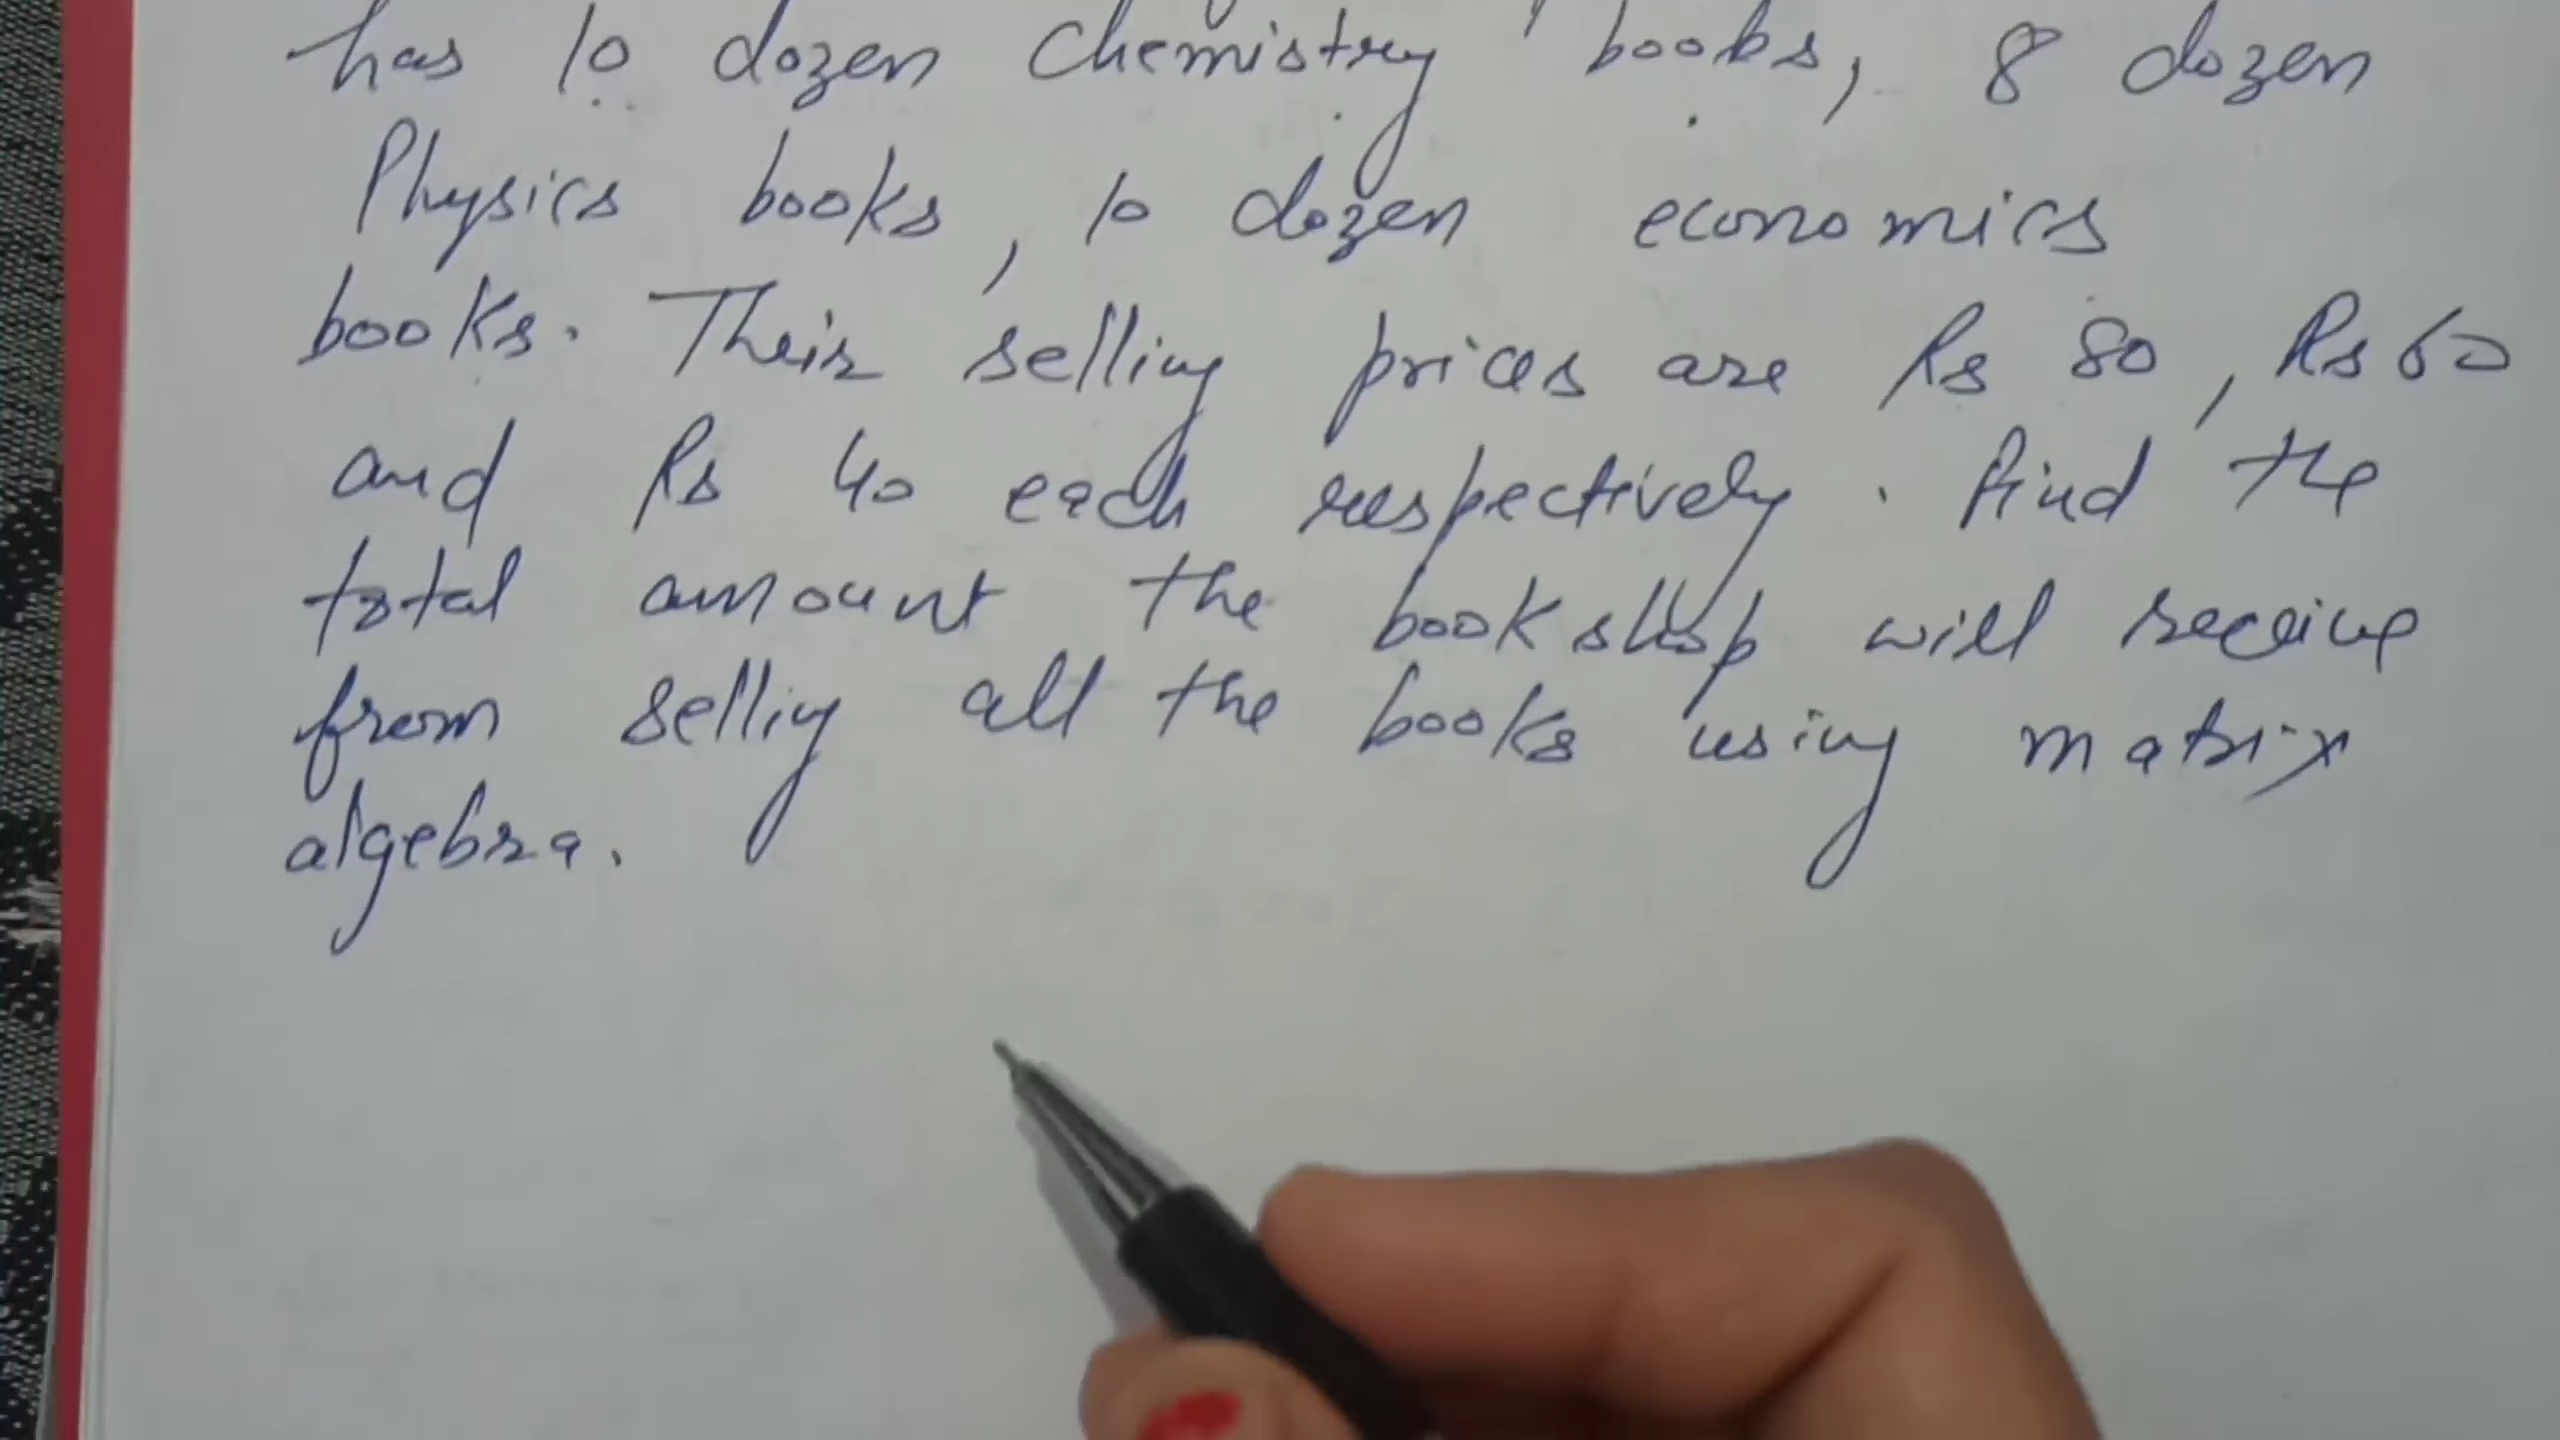 has 10 dozen Chemistry books, 8 dozen
Physics books, 10 dozen economics
books. Their selling prices are Rs 80, Rs 60
and Rs 40 each respectively. Find the
total amount the bookshop will receive
from selling all the books using matrix
algebra.